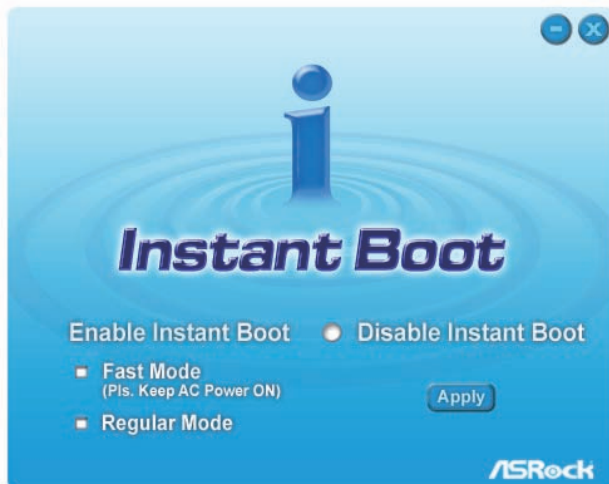 Instant Boot
Enable Instant Boot
Disable Instant Boot
Fast Mode
(Pls. Keep AC Power ON)
Apply
Regular Mode
ASRock